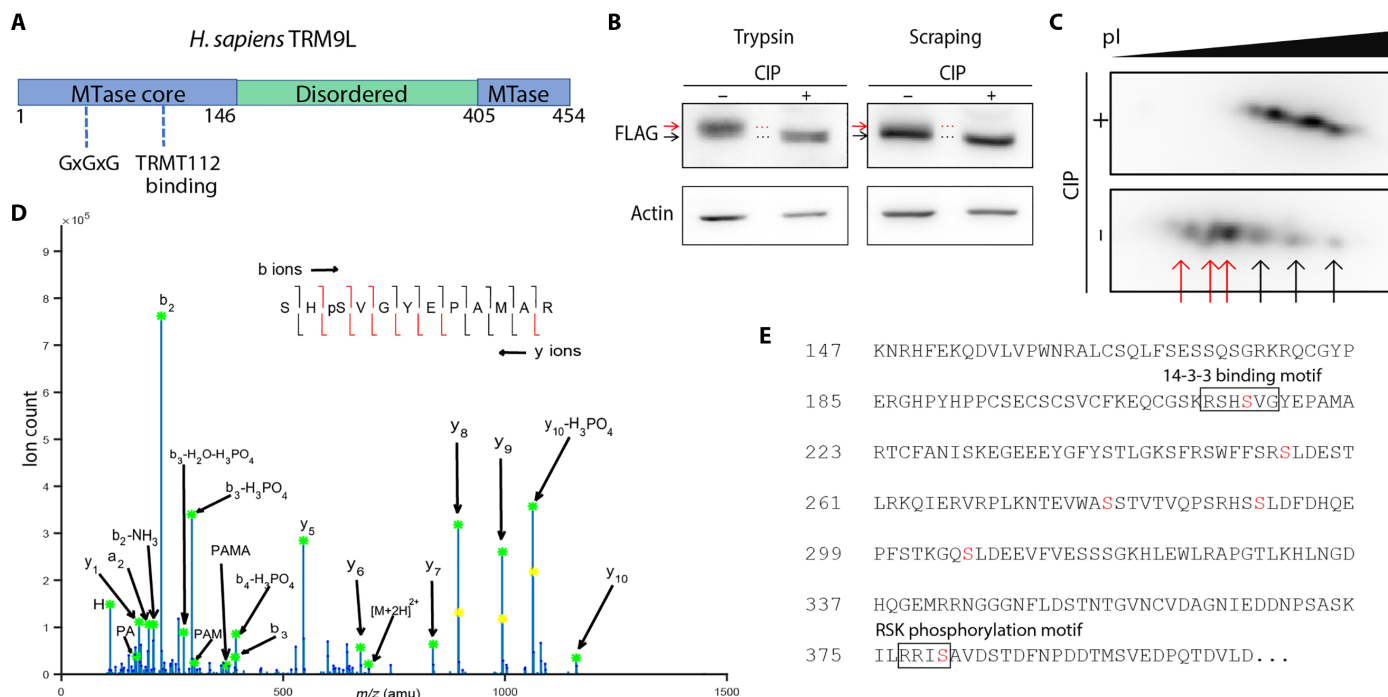 A
H. sapiens TRM9L
MTase core
Disordered
MTase
1
146
405
454
GxGxG
TRMT112
binding
B
Trypsin
Scraping
CIP
CIP
− +
− +
FLAG
Actin
C
pI
CIP
+
-
D
× 10⁵
Ion count
9
8
7
6
5
4
3
2
1
0
0
500
1000
1500
m/z (amu)
b ions
S H pS V G Y E P A M A R
y ions
b₂
y₈
y₁₀-H₃PO₄
y₉
b₃-H₂O-H₃PO₄
b₃-H₃PO₄
y₅
b₂-NH₃
a₂
y₁
PAMA
b₄-H₃PO₄
y₆
y₇
y₁₀
[M+2H]²⁺
H
PA
PAM
b₃
E
147 KNRHFEKQDVLVPWNRALCSQLFSESSQSGRKRQCGYP
14-3-3 binding motif
185 ERGHPYHPPCSECSCSVCFKEQCGSKRSHSVGYEPAMA
223 RTCFANISKEGEEEYGFYSTLGKSFRSWFFSRSLDEST
261 LRKQIERVRPLKNTEVWASSTVTVQPSRHSSLDFDHQE
299 PFSTKGQSLDEEVFVESSSGKHLEWLRAPGTLKHLNGD
337 HQGEMRRNGGGNFLDSTNTGVNCVDAGNIEDDNPSASK
RSK phosphorylation motif
375 ILRRISAVDSTDFNPDDTMSVEDPQTDVLD...